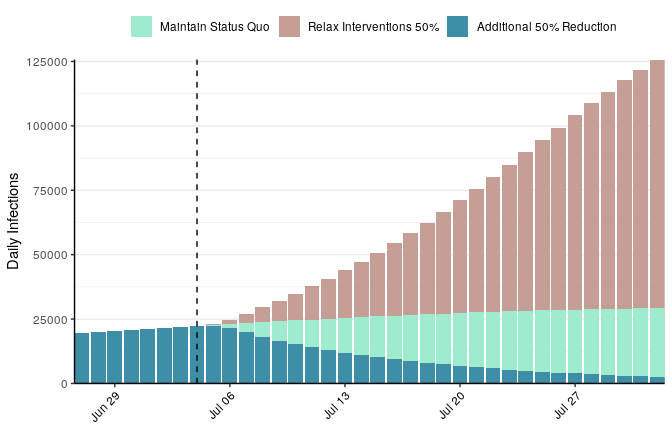 Maintain Status Quo Relax Interventions 50% Additional 50% Reduction
125000
100000
75000
50000
25000
0
Daily Infections
Jun 29 Jul 06 Jul 13 Jul 20 Jul 27